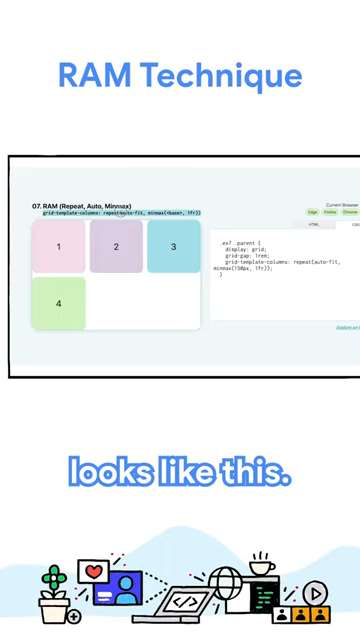 RAM Technique
07. RAM (Repeat, Auto, Minmax)
grid-template-columns: repeat(auto-fit, minmax(<base>, 1fr))
Current Browser
Edge Firefox Chrome
1 2 3
4
HTML
.ex7 .parent {
display: grid;
grid-gap: 1rem;
grid-template-columns: repeat(auto-fit,
minmax(150px, 1fr));
}
Explore on
looks like this.